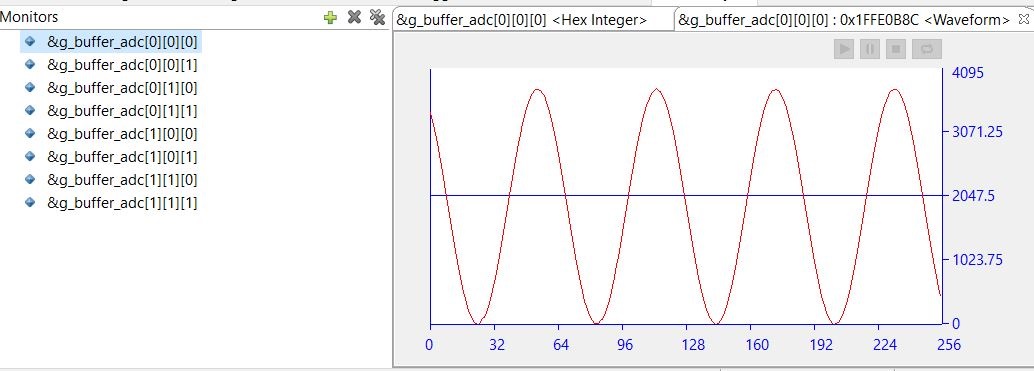 Monitors
&g_buffer_adc[0][0][0]
&g_buffer_adc[0][0][1]
&g_buffer_adc[0][1][0]
&g_buffer_adc[0][1][1]
&g_buffer_adc[1][0][0]
&g_buffer_adc[1][0][1]
&g_buffer_adc[1][1][0]
&g_buffer_adc[1][1][1]
&g_buffer_adc[0][0][0] <Hex Integer>
&g_buffer_adc[0][0][0] : 0x1FFE0B8C <Waveform>
4095
3071.25
2047.5
1023.75
0
0 32 64 96 128 160 192 224 256